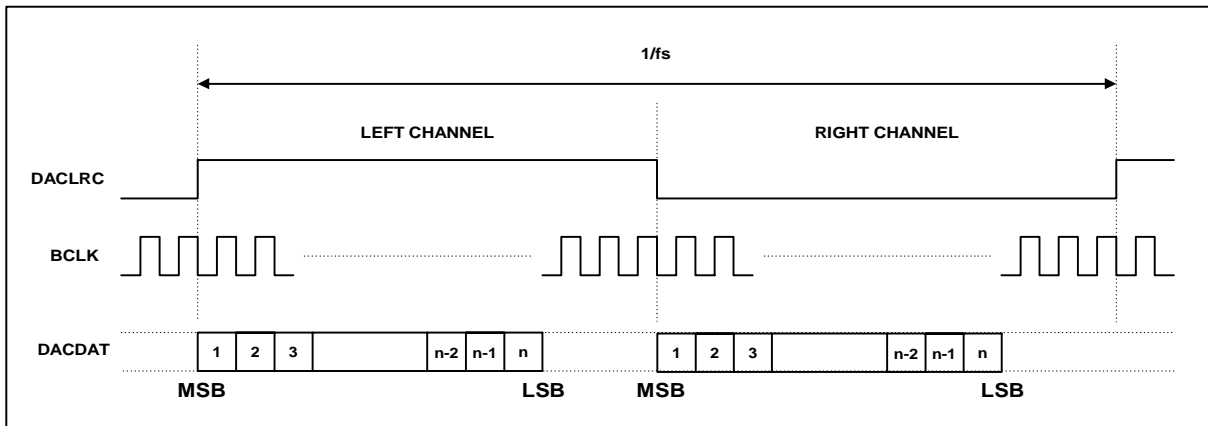 1/fs
LEFT CHANNEL RIGHT CHANNEL
DACLRC
BCLK
DACDAT 1 2 3 n-2 n-1 n 1 2 3 n-2 n-1 n
MSB LSB MSB LSB